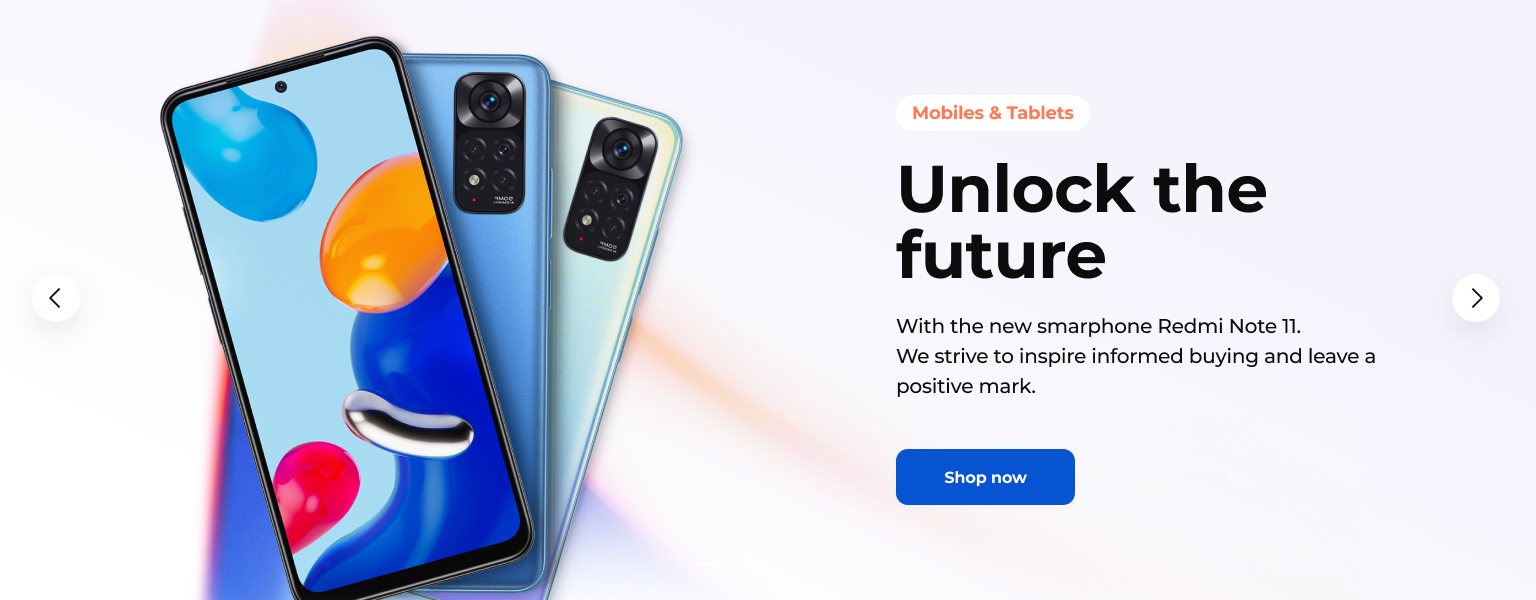 Mobiles & Tablets
Unlock the
future
With the new smarphone Redmi Note 11.
We strive to inspire informed buying and leave a
positive mark.
Shop now